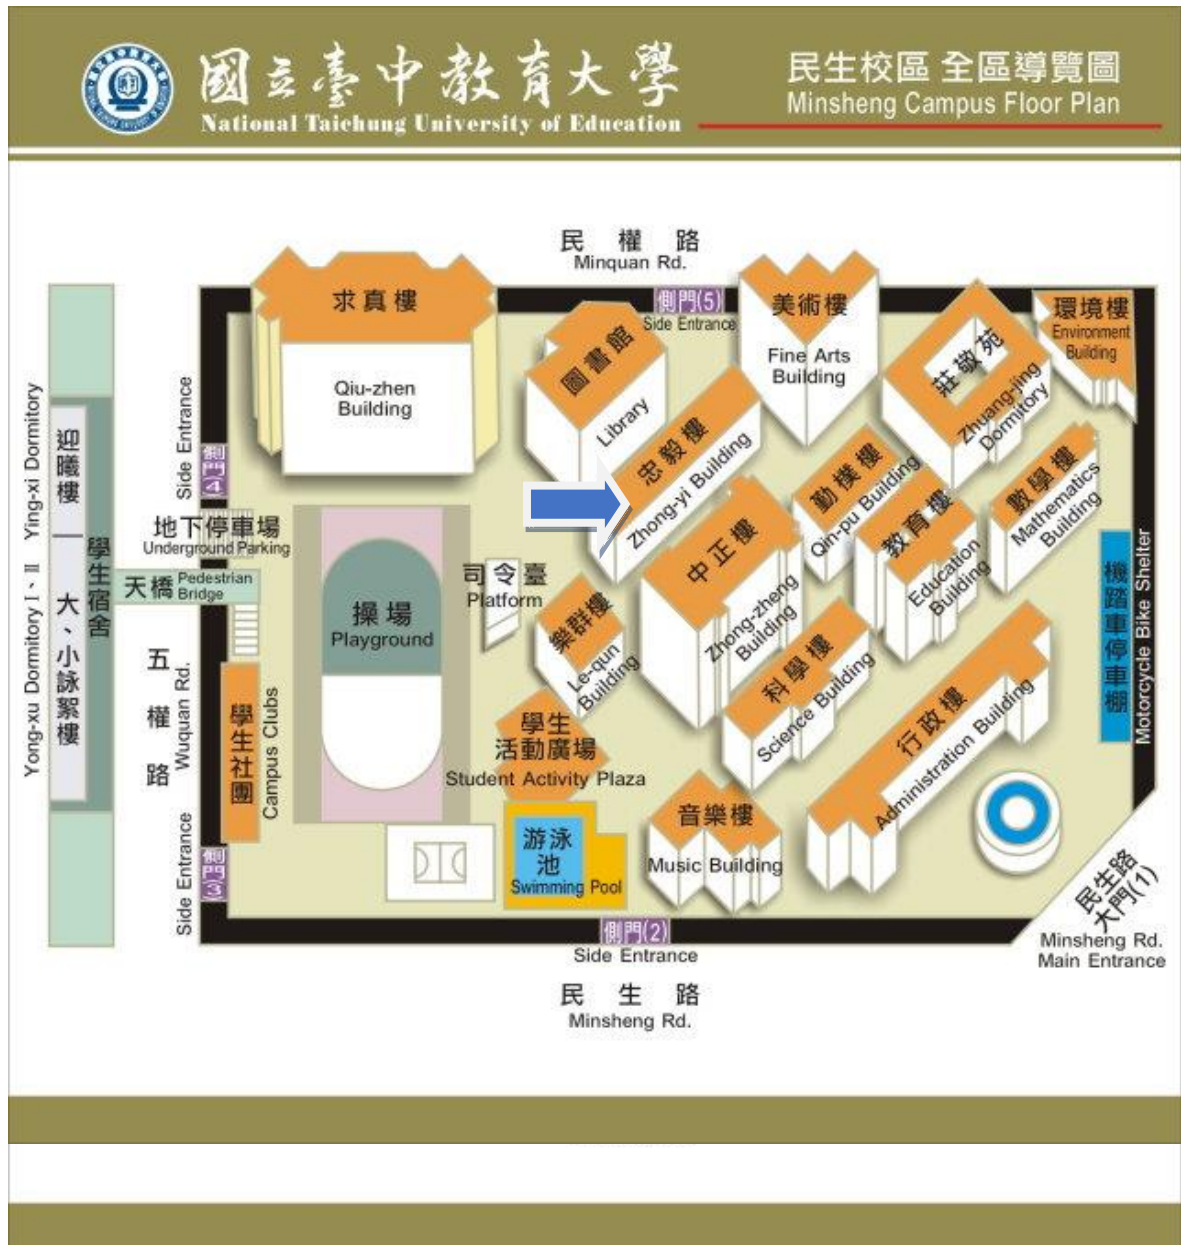 國立臺中教育大學
National Taichung University of Education
民生校區 全區導覽圖
Minsheng Campus Floor Plan
民權路
Minquan Rd.
求真樓
Qiu-zhen
Building
圖書館
Library
側門(5)
Side Entrance
美術樓
Fine Arts
Building
莊敬苑
Zhuang-jing
Dormitory
環境樓
Environment
Building
忠毅樓
Zhong-yi Building
勤樸樓
Qin-pu Building
教育樓
Education
Building
數學樓
Mathematics
Building
中正樓
Zhong-zheng
Building
Side Entrance
側門(4)
地下停車場
Underground Parking
天橋
Pedestrian
Bridge
Ying-xi Dormitory
迎曦樓
學生宿舍
Yong-xu Dormitory I、II
大、小詠絮樓
五權路
Wuquan Rd.
操場
Playground
司令臺
Platform
樂群樓
Le-qun
Building
科學樓
Science Building
行政樓
Administration Building
機踏車停車棚
Motorcycle Bike Shelter
學生社團
Campus Clubs
學生
活動廣場
Student Activity Plaza
游泳
池
Swimming Pool
音樂樓
Music Building
Side Entrance
側門(3)
側門(2)
Side Entrance
民生路
大門(1)
Minsheng Rd.
Main Entrance
民生路
Minsheng Rd.